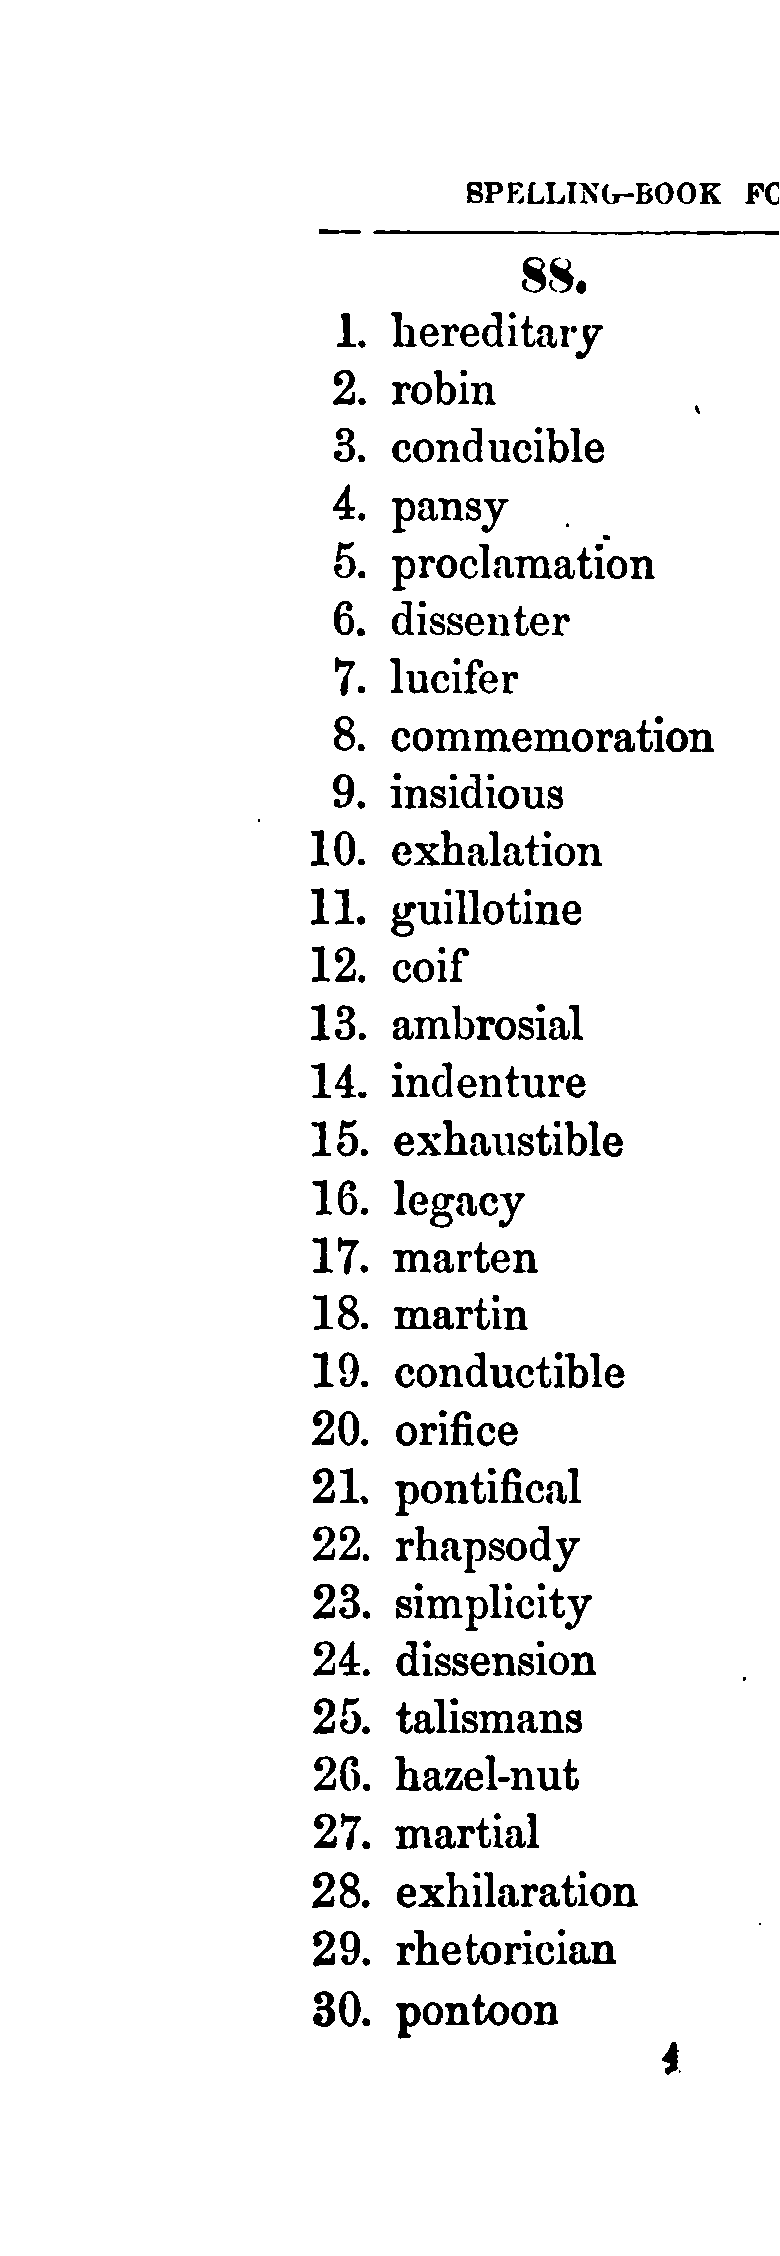 SPELLING-BOOK FO
88.
1. hereditary
2. robin
3. conducible
4. pansy
5. proclamation
6. dissenter
7. lucifer
8. commemoration
9. insidious
10. exhalation
11. guillotine
12. coif
13. ambrosial
14. indenture
15. exhaustible
16. legacy
17. marten
18. martin
19. conductible
20. orifice
21. pontifical
22. rhapsody
23. simplicity
24. dissension
25. talismans
26. hazel-nut
27. martial
28. exhilaration
29. rhetorician
30. pontoon
4